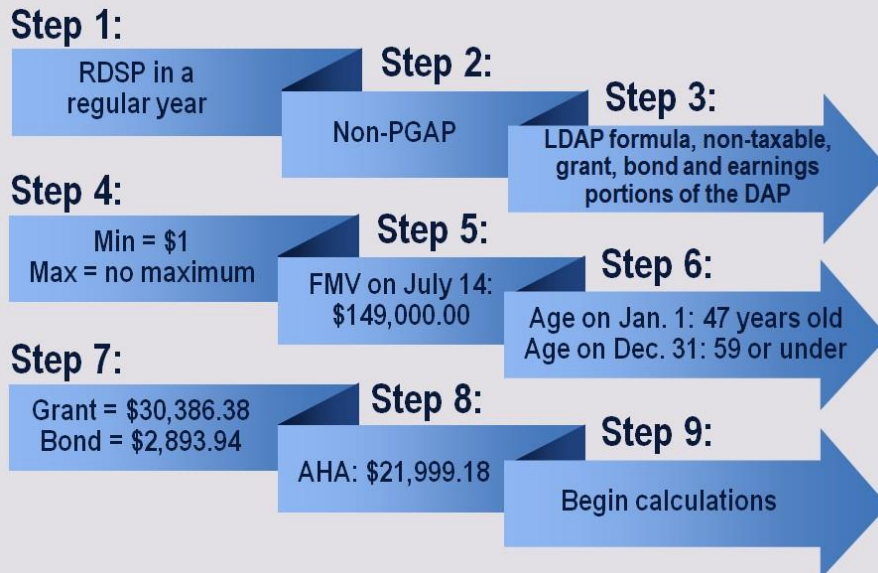 Step 1:
RDSP in a
regular year
Step 2:
Non-PGAP
Step 3:
LDAP formula, non-taxable,
grant, bond and earnings
portions of the DAP
Step 4:
Min = $1
Max = no maximum
Step 5:
FMV on July 14:
$149,000.00
Step 6:
Age on Jan. 1: 47 years old
Age on Dec. 31: 59 or under
Step 7:
Grant = $30,386.38
Bond = $2,893.94
Step 8:
AHA: $21,999.18
Step 9:
Begin calculations